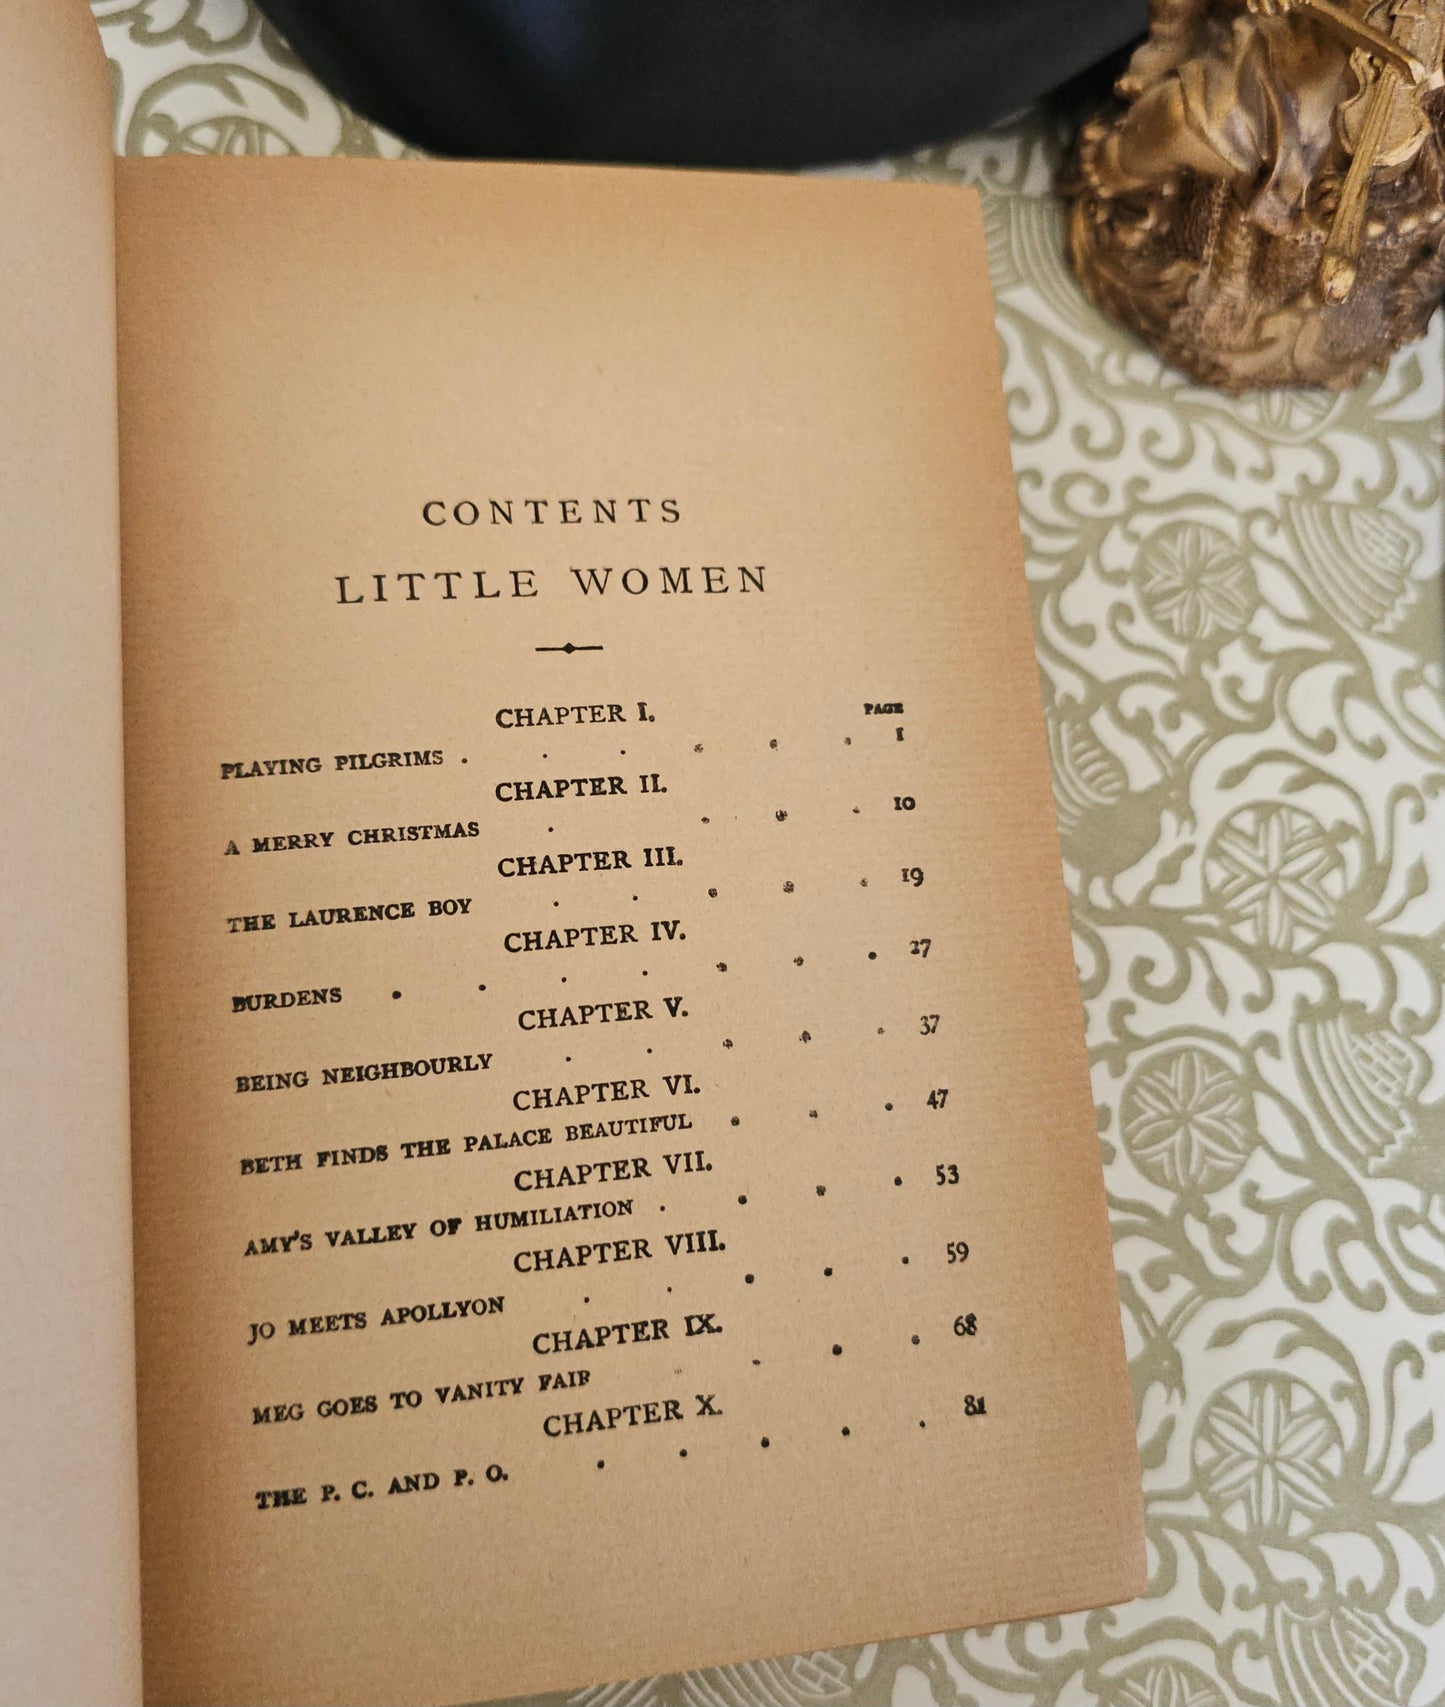 CONTENTS
LITTLE WOMEN
CHAPTER I.
PAGE
PLAYING PILGRIMS . . . . . . 1
CHAPTER II.
A MERRY CHRISTMAS . . . . 10
CHAPTER III.
THE LAURENCE BOY . . . . . 19
CHAPTER IV.
BURDENS . . . . . . . 27
CHAPTER V.
BEING NEIGHBOURLY . . . . . 37
CHAPTER VI.
BETH FINDS THE PALACE BEAUTIFUL . . . 47
CHAPTER VII.
AMY'S VALLEY OF HUMILIATION . . . . 53
CHAPTER VIII.
JO MEETS APOLLYON . . . . . 59
CHAPTER IX.
MEG GOES TO VANITY FAIR . . . . 68
CHAPTER X.
THE P. C. AND P. O. . . . . . 81